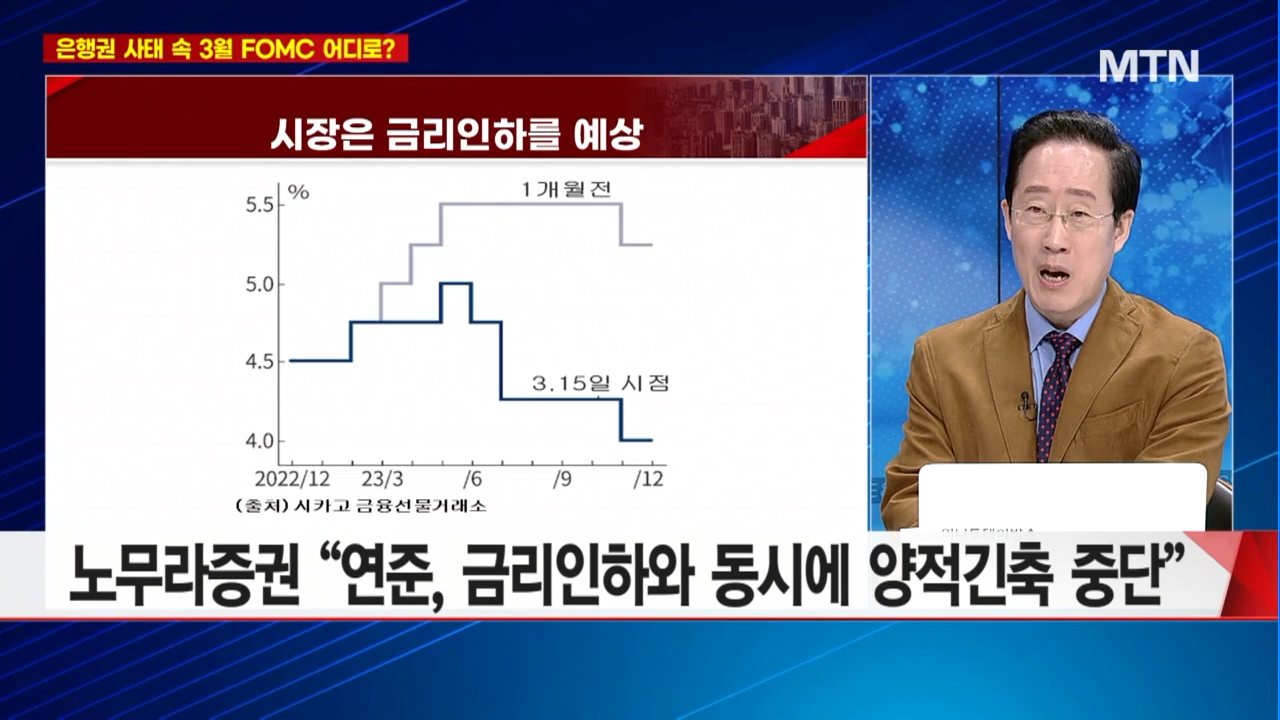 은행권 사태 속 3월 FOMC 어디로?
MTN
시장은 금리인하를 예상
%
1개월전
5.5
5.0
4.5
3.15일 시점
4.0
2022/12 23/3 /6 /9 /12
(출처) 시카고 금융선물거래소
노무라증권 “연준, 금리인하와 동시에 양적긴축 중단”